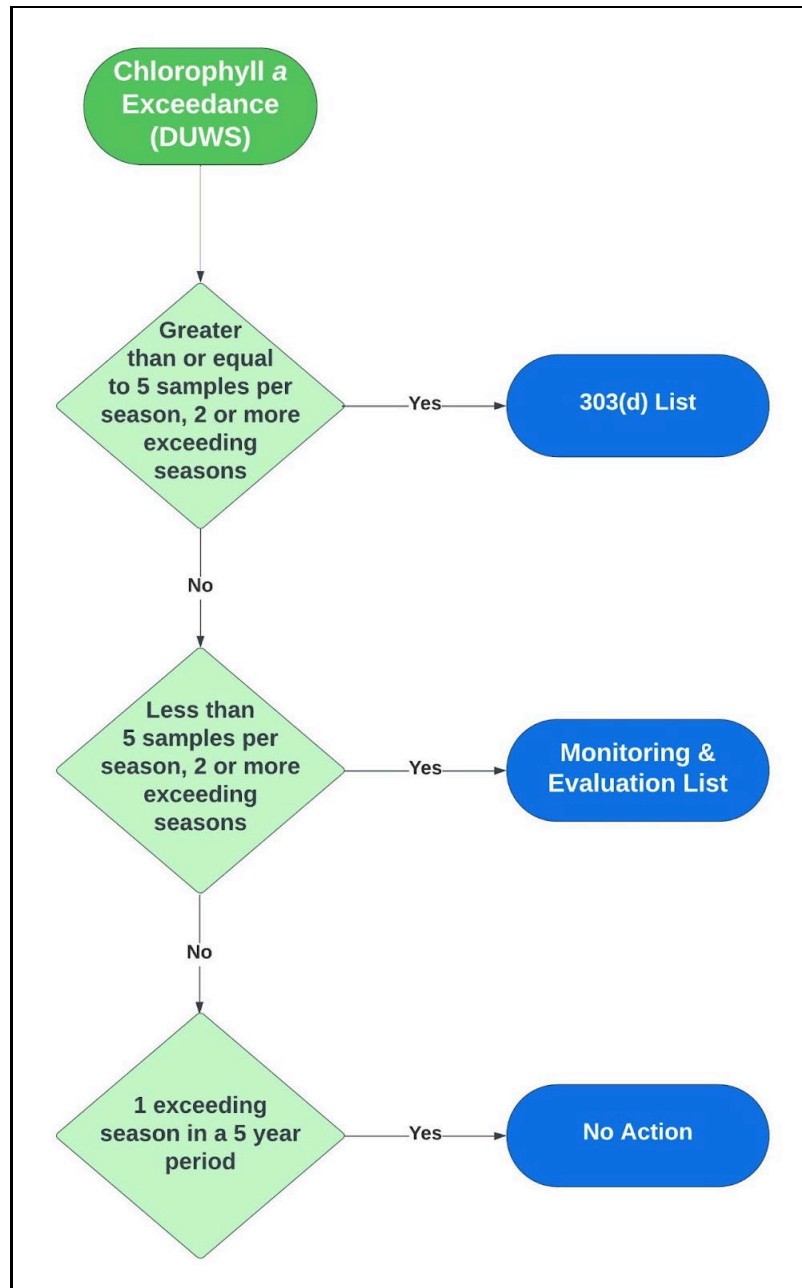 Chlorophyll a
Exceedance
(DUWS)
Greater
than or equal
to 5 samples per
season, 2 or more
exceeding
seasons
Yes
303(d) List
No
Less than
5 samples per
season, 2 or more
exceeding
seasons
Yes
Monitoring &
Evaluation List
No
1 exceeding
season in a 5 year
period
Yes
No Action